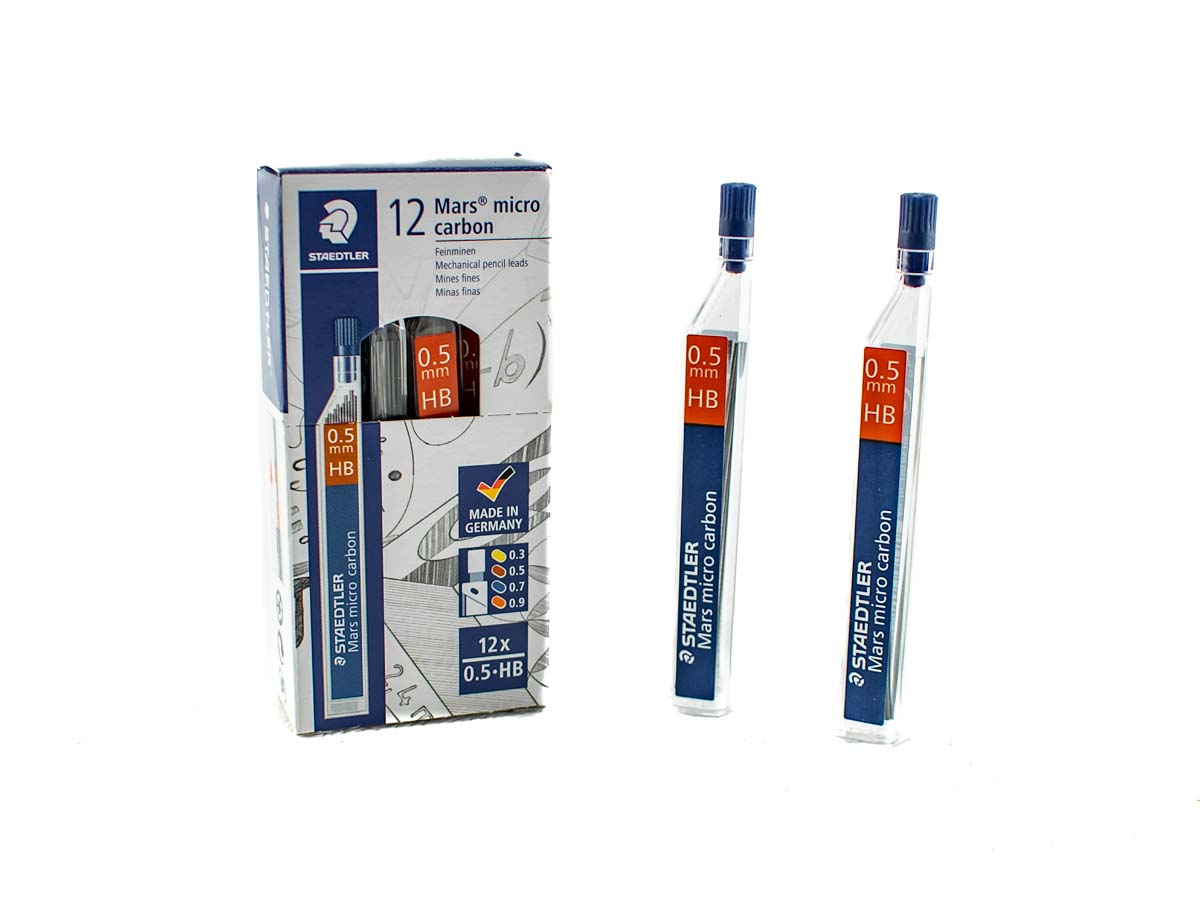 STAEDTLER
STAEDTLER
12
Mars® micro
carbon
Feinminen
Mechanical pencil leads
Mines fines
Minas finas
0.5
mm
HB
0.5
mm
HB
STAEDTLER
Mars micro carbon
MADE IN
GERMANY
0.3
0.5
0.7
0.9
12x
0.5·HB
0.5
mm
HB
STAEDTLER
Mars micro carbon
0.5
mm
HB
STAEDTLER
Mars micro carbon